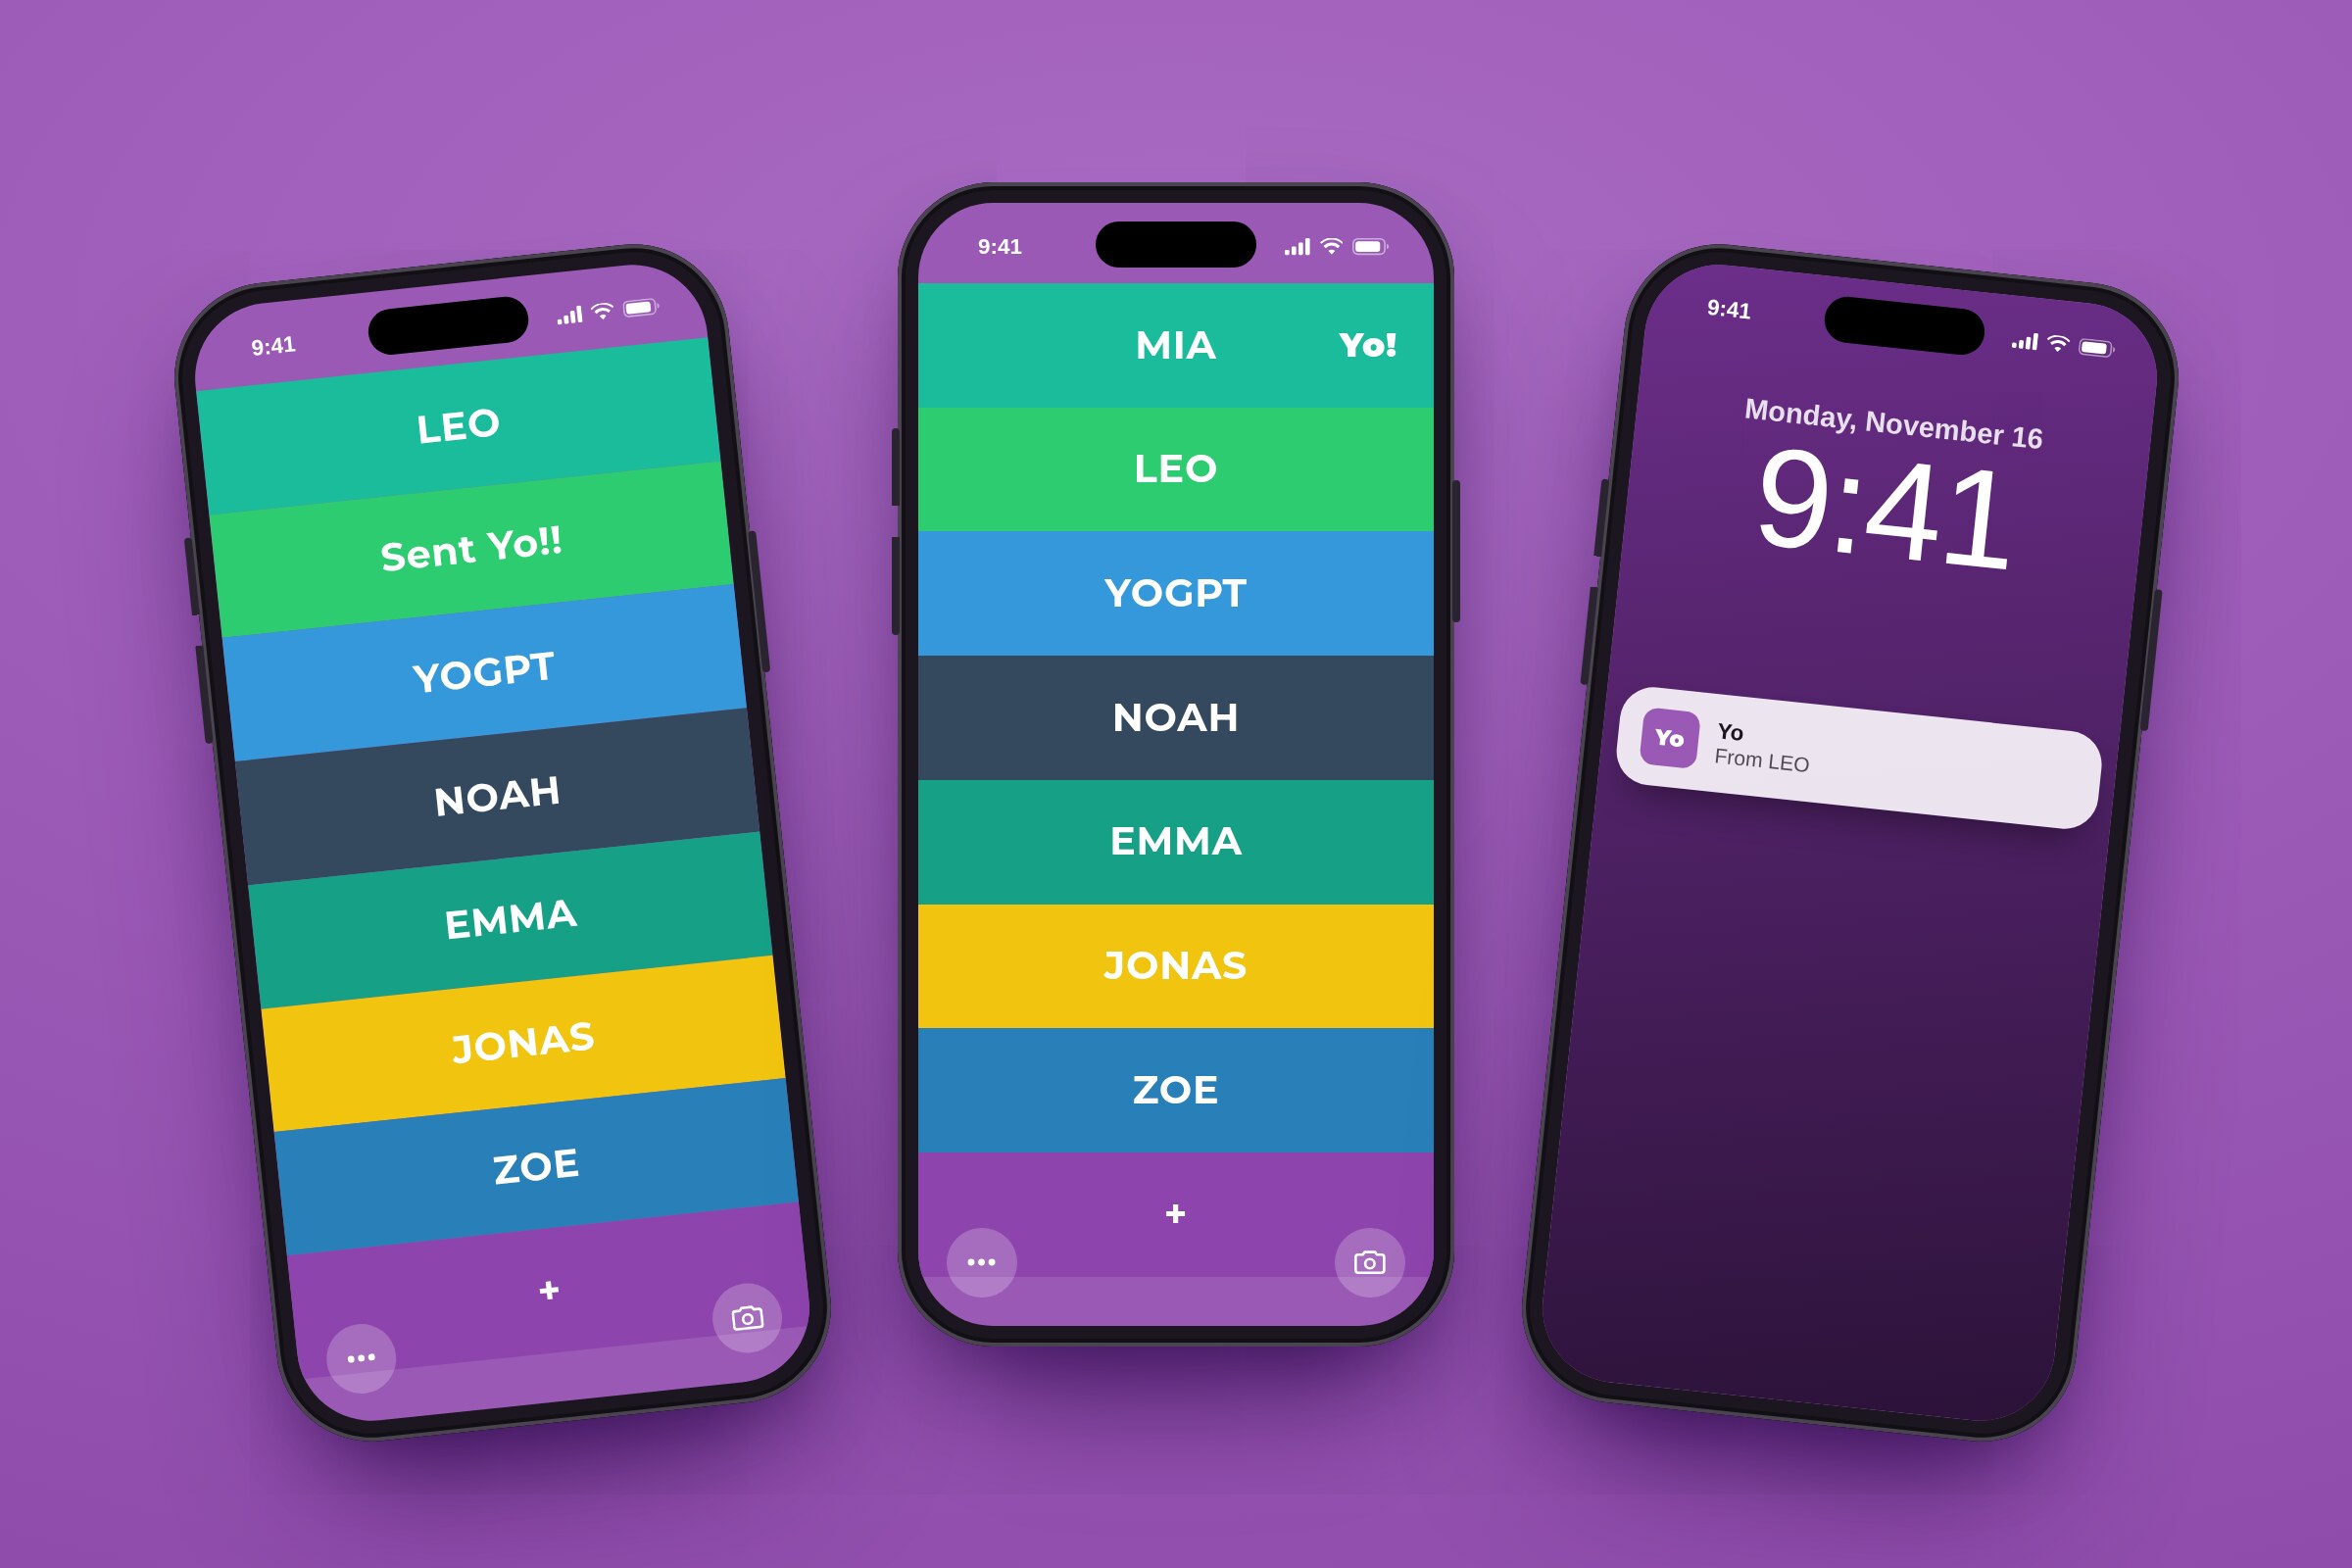 9:41
LEO
Sent Yo!!
YOGPT
NOAH
EMMA
JONAS
ZOE
+
9:41
MIA Yo!
LEO
YOGPT
NOAH
EMMA
JONAS
ZOE
+
9:41
Monday, November 16
9:41
Yo
Yo
From LEO